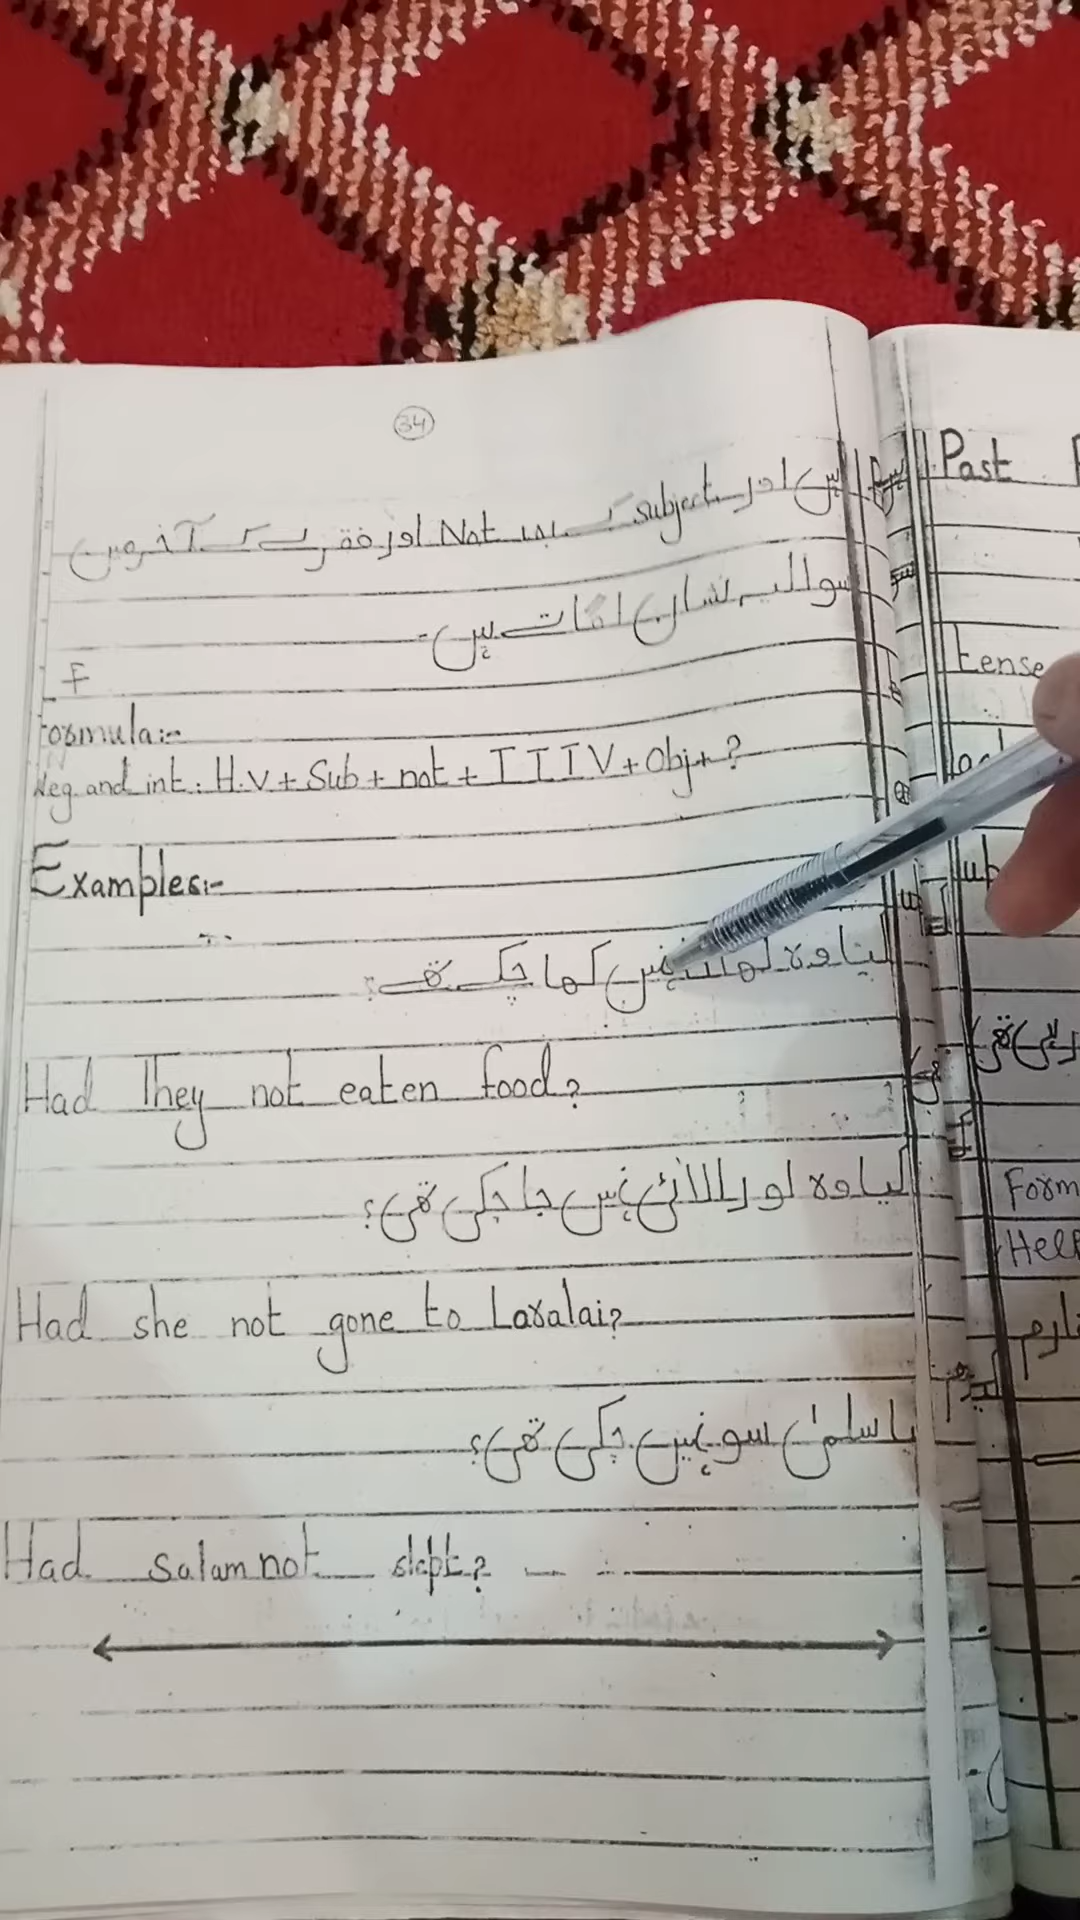 34
ہیں اور subject کے بعد Not اور فقرے کے آخر میں
سوالیہ نشان لگاتے ہیں۔
F
Formula:-
Neg. and int: H.V + Sub + not + IIIV + Obj + ?
Examples:-
کیا وہ کھانا نہیں کھا چکے تھے؟
Had They not eaten food?
کیا وہ لورالائی نہیں جا چکی تھی؟
Had she not gone to Loralai?
یا سلمیٰ سو نہیں چکی تھی؟
Had salam not slept?
Past
tense
Form
Help